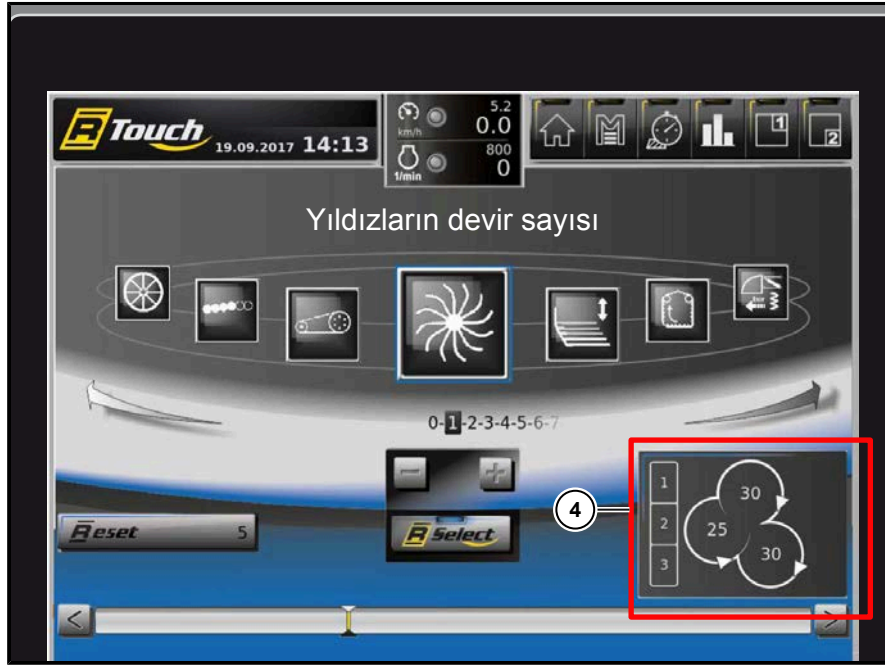 R Touch 19.09.2017 14:13
km/h 5.2
0.0
1/min 800
0
M
1
2
Yıldızların devir sayısı
0-1-2-3-4-5-6-7
- +
Reset 5
R Select
4
1
2
3
30
25
30
< >